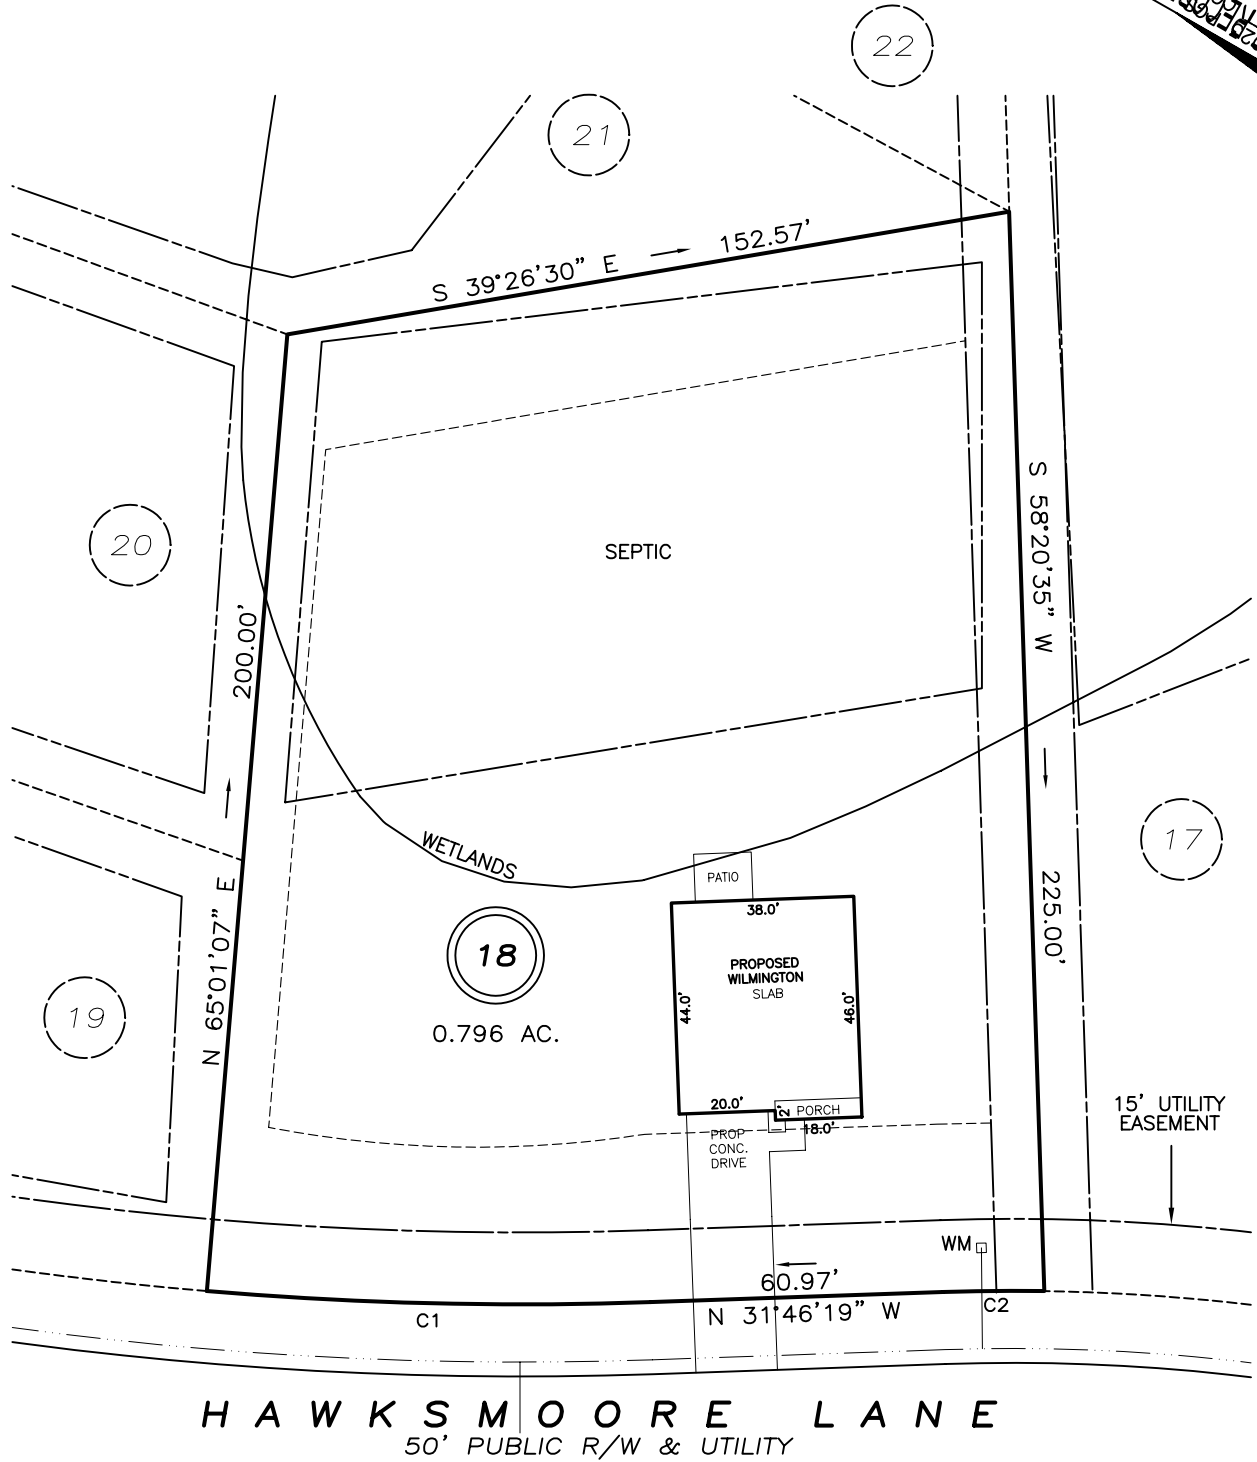 22
21
S 39°26'30" E
152.57'
20
SEPTIC
S 58°20'35" W
200.00'
17
WETLANDS
PATIO
38.0'
225.00'
N 65°01'07" E
18
PROPOSED
WILMINGTON
SLAB
44.0'
46.0'
19
0.796 AC.
20.0'
2'
PORCH
18.0'
PROP
CONC.
DRIVE
15' UTILITY
EASEMENT
WM
60.97'
N 31°46'19" W
C1
C2
HAWKSMOORE LANE
50' PUBLIC R/W & UTILITY